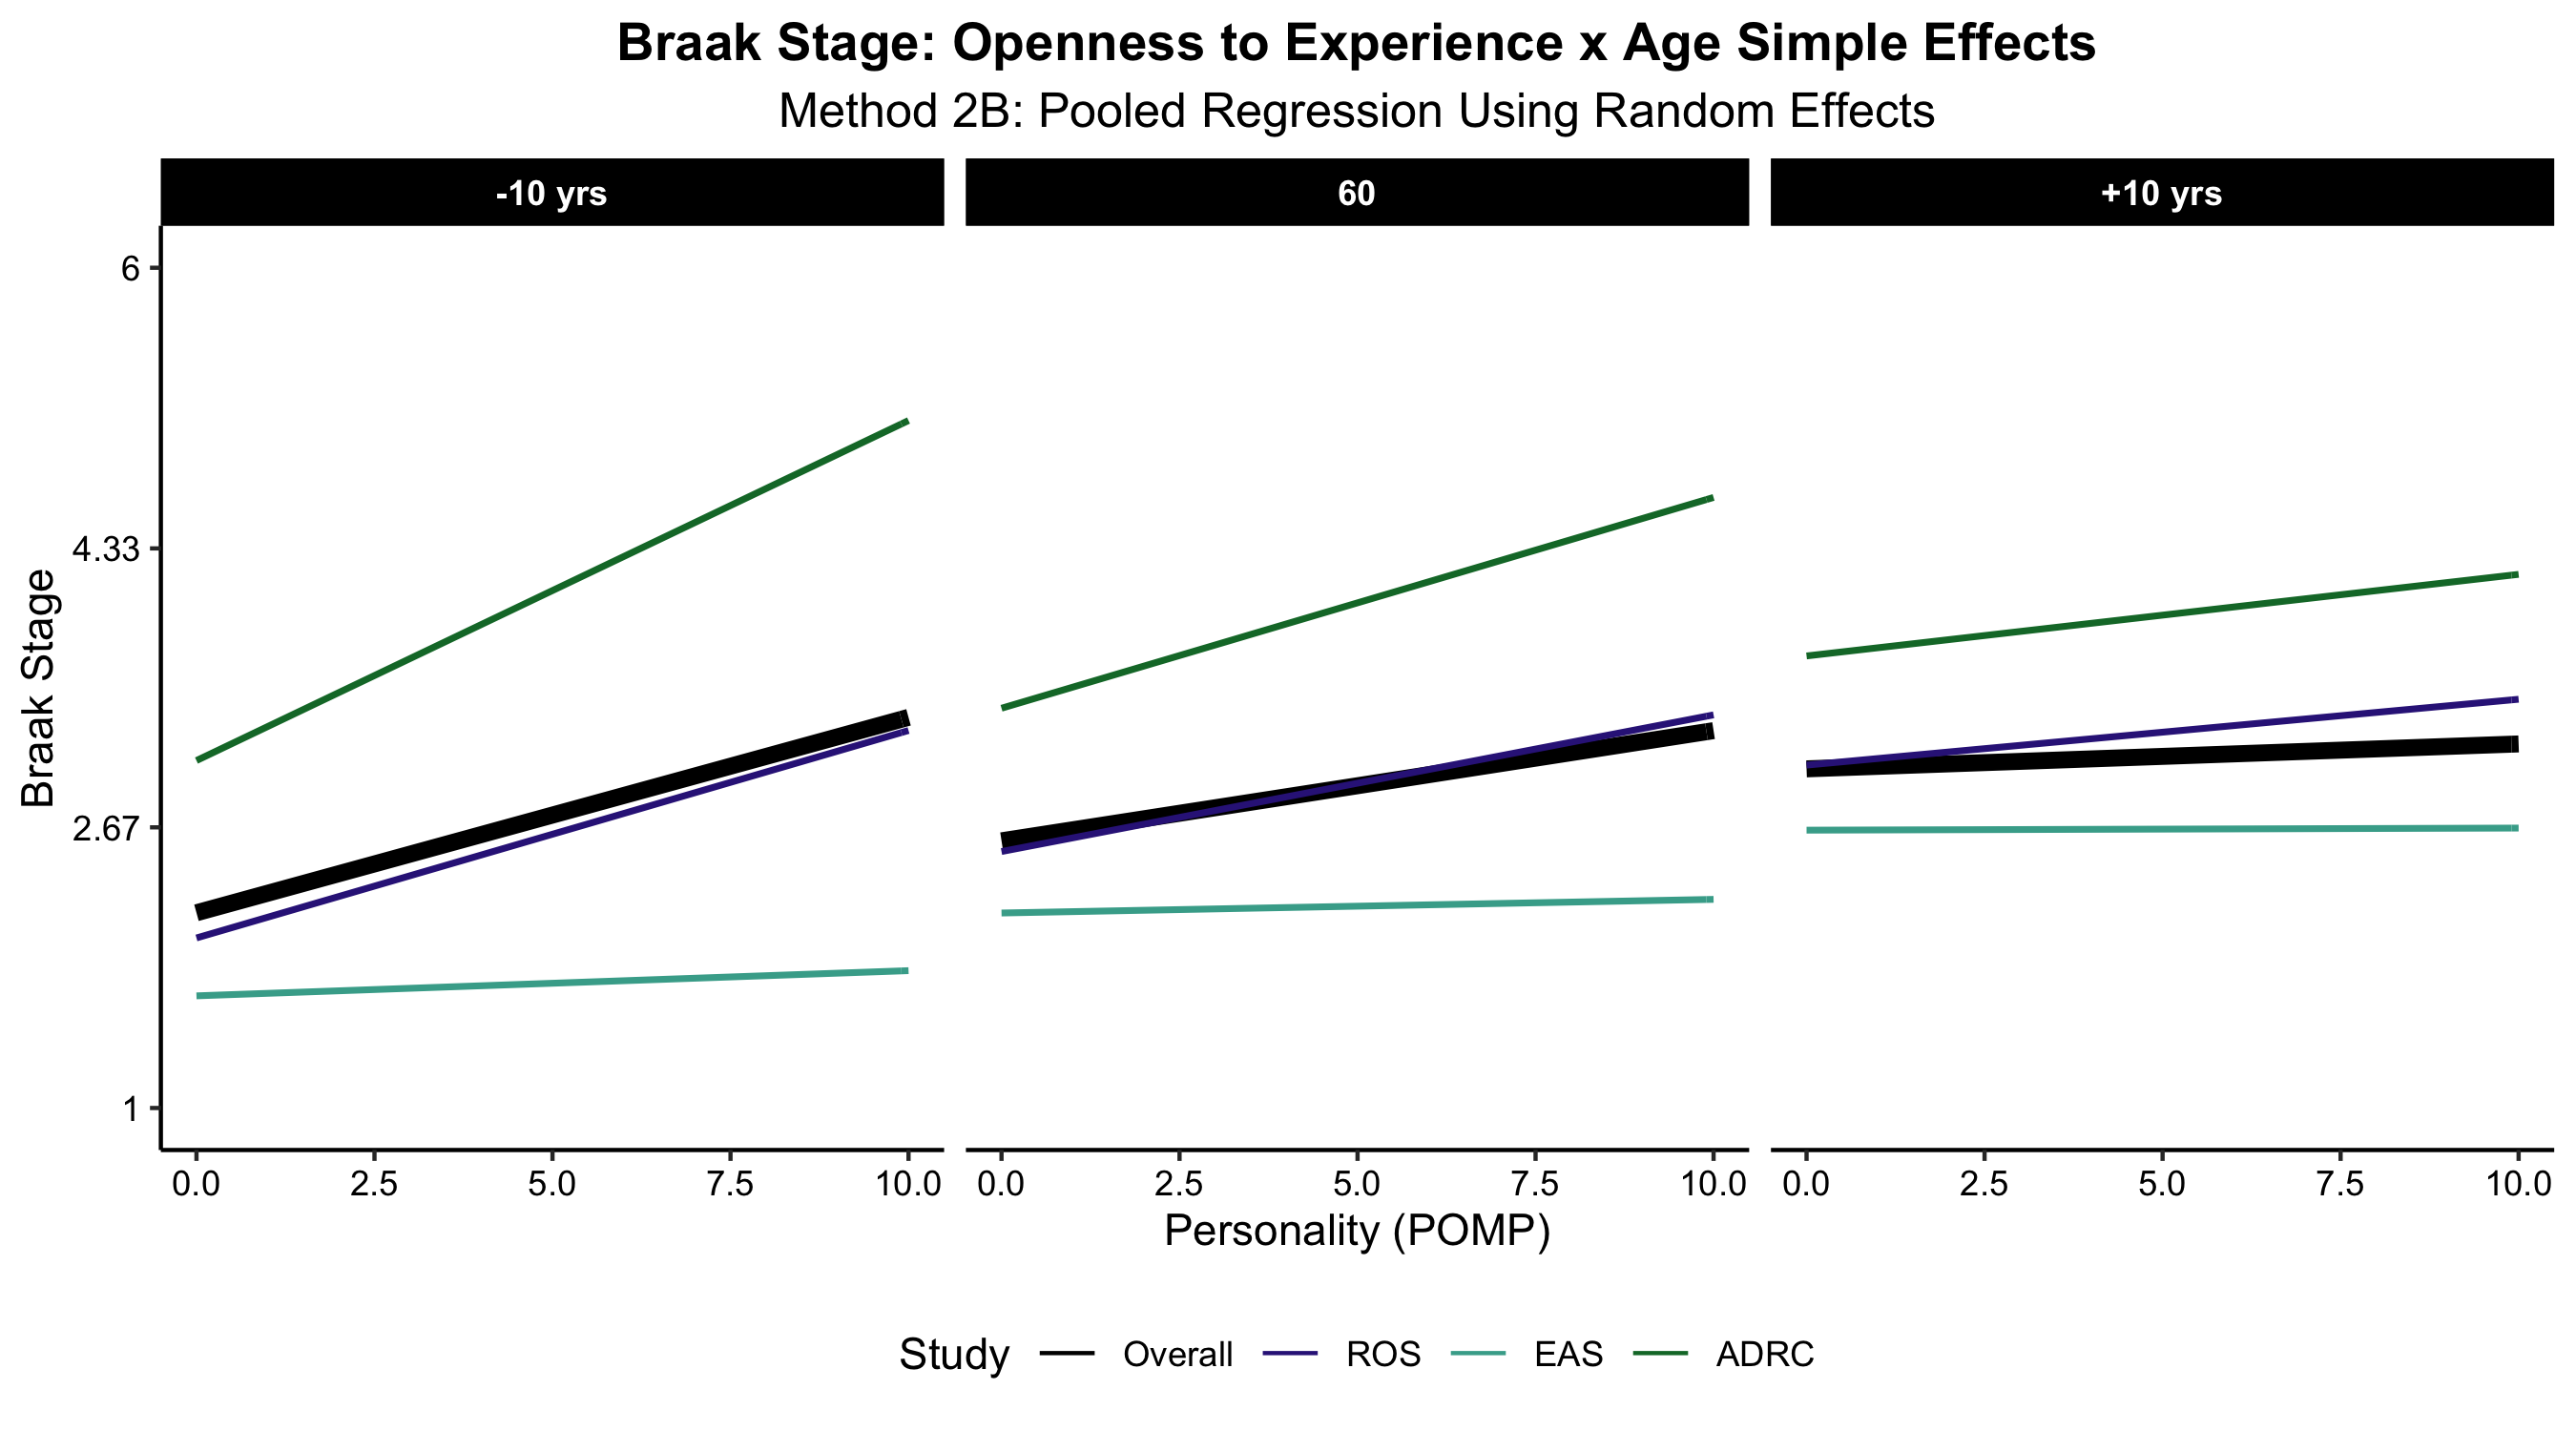 Braak Stage: Openness to Experience x Age Simple Effects
Method 2B: Pooled Regression Using Random Effects
-10 yrs 60 +10 yrs
Braak Stage
6
4.33
2.67
1
0.0 2.5 5.0 7.5 10.0 0.0 2.5 5.0 7.5 10.0 0.0 2.5 5.0 7.5 10.0
Personality (POMP)
Study Overall ROS EAS ADRC